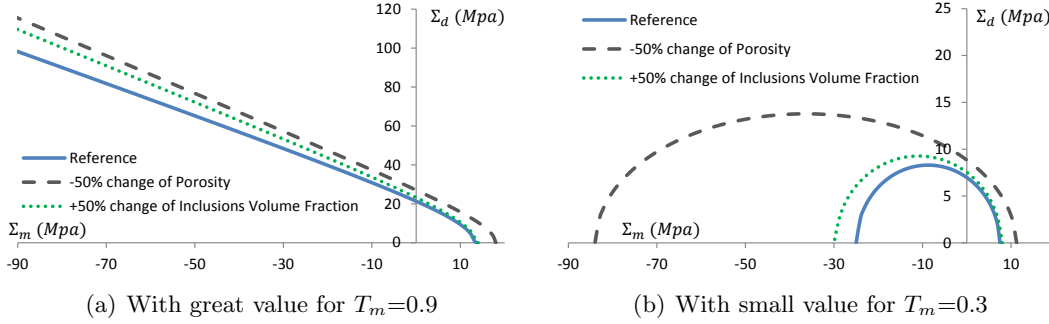 120
100
80
60
40
20
0
Σd (Mpa)
Reference
-50% change of Porosity
+50% change of Inclusions Volume Fraction
Σm (Mpa)
-90 -70 -50 -30 -10 10
(a) With great value for Tm=0.9
25
20
15
10
5
0
Σd (Mpa)
Reference
-50% change of Porosity
+50% change of Inclusions Volume Fraction
Σm (Mpa)
-90 -70 -50 -30 -10 10
(b) With small value for Tm=0.3